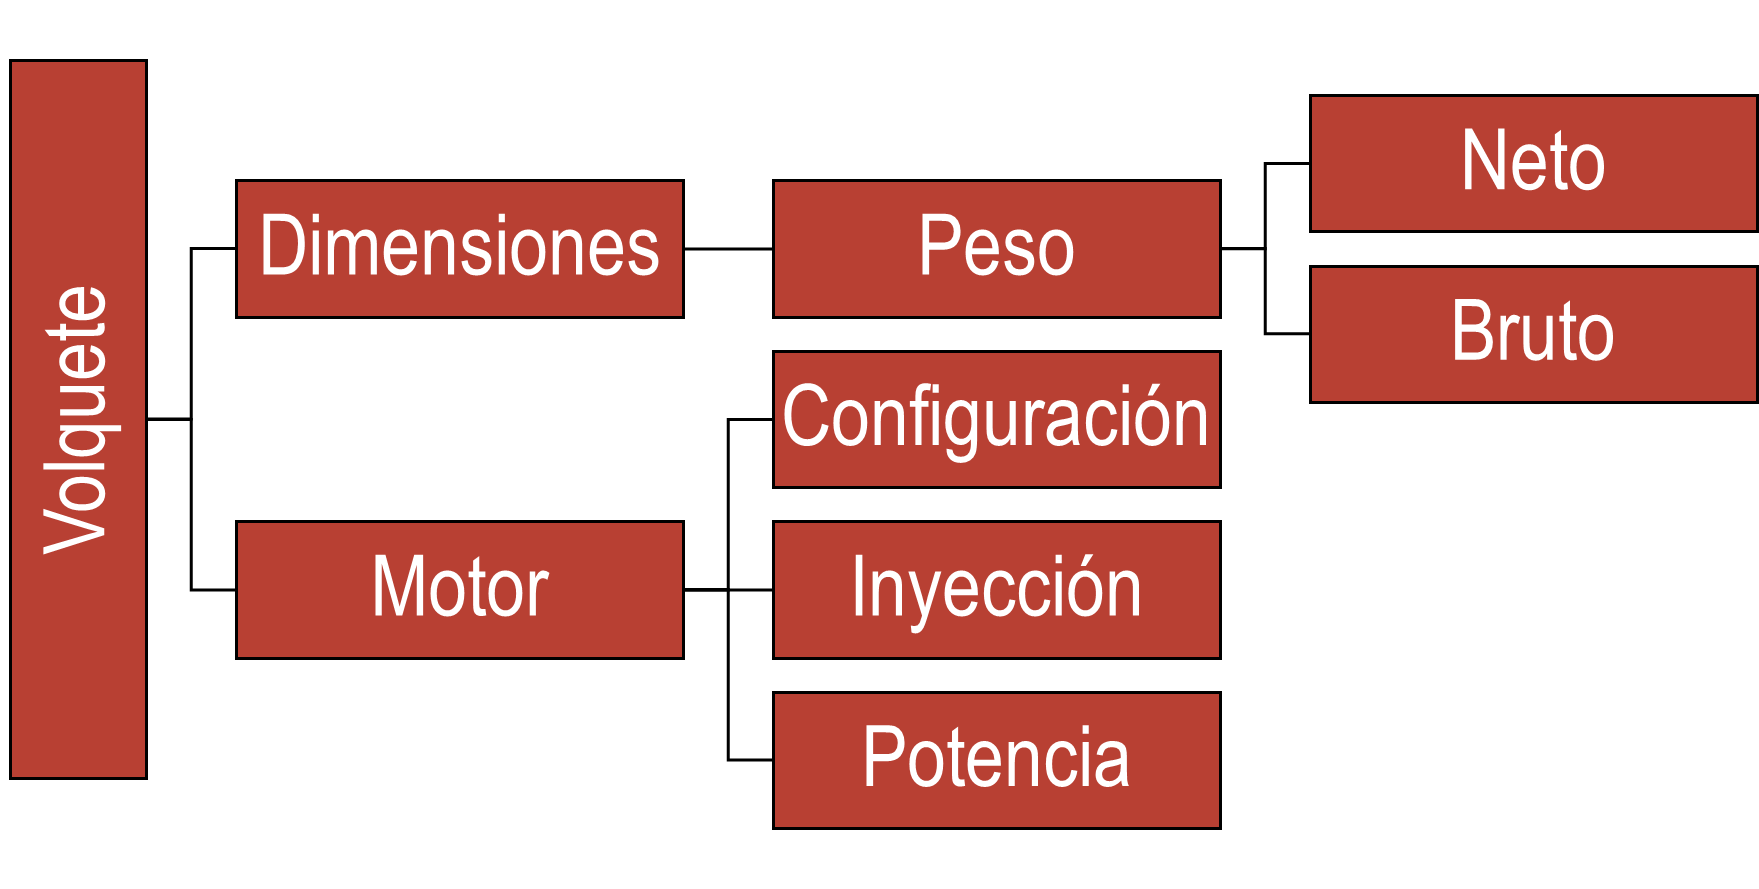 Volquete
Dimensiones
Peso
Neto
Bruto
Motor
Configuración
Inyección
Potencia